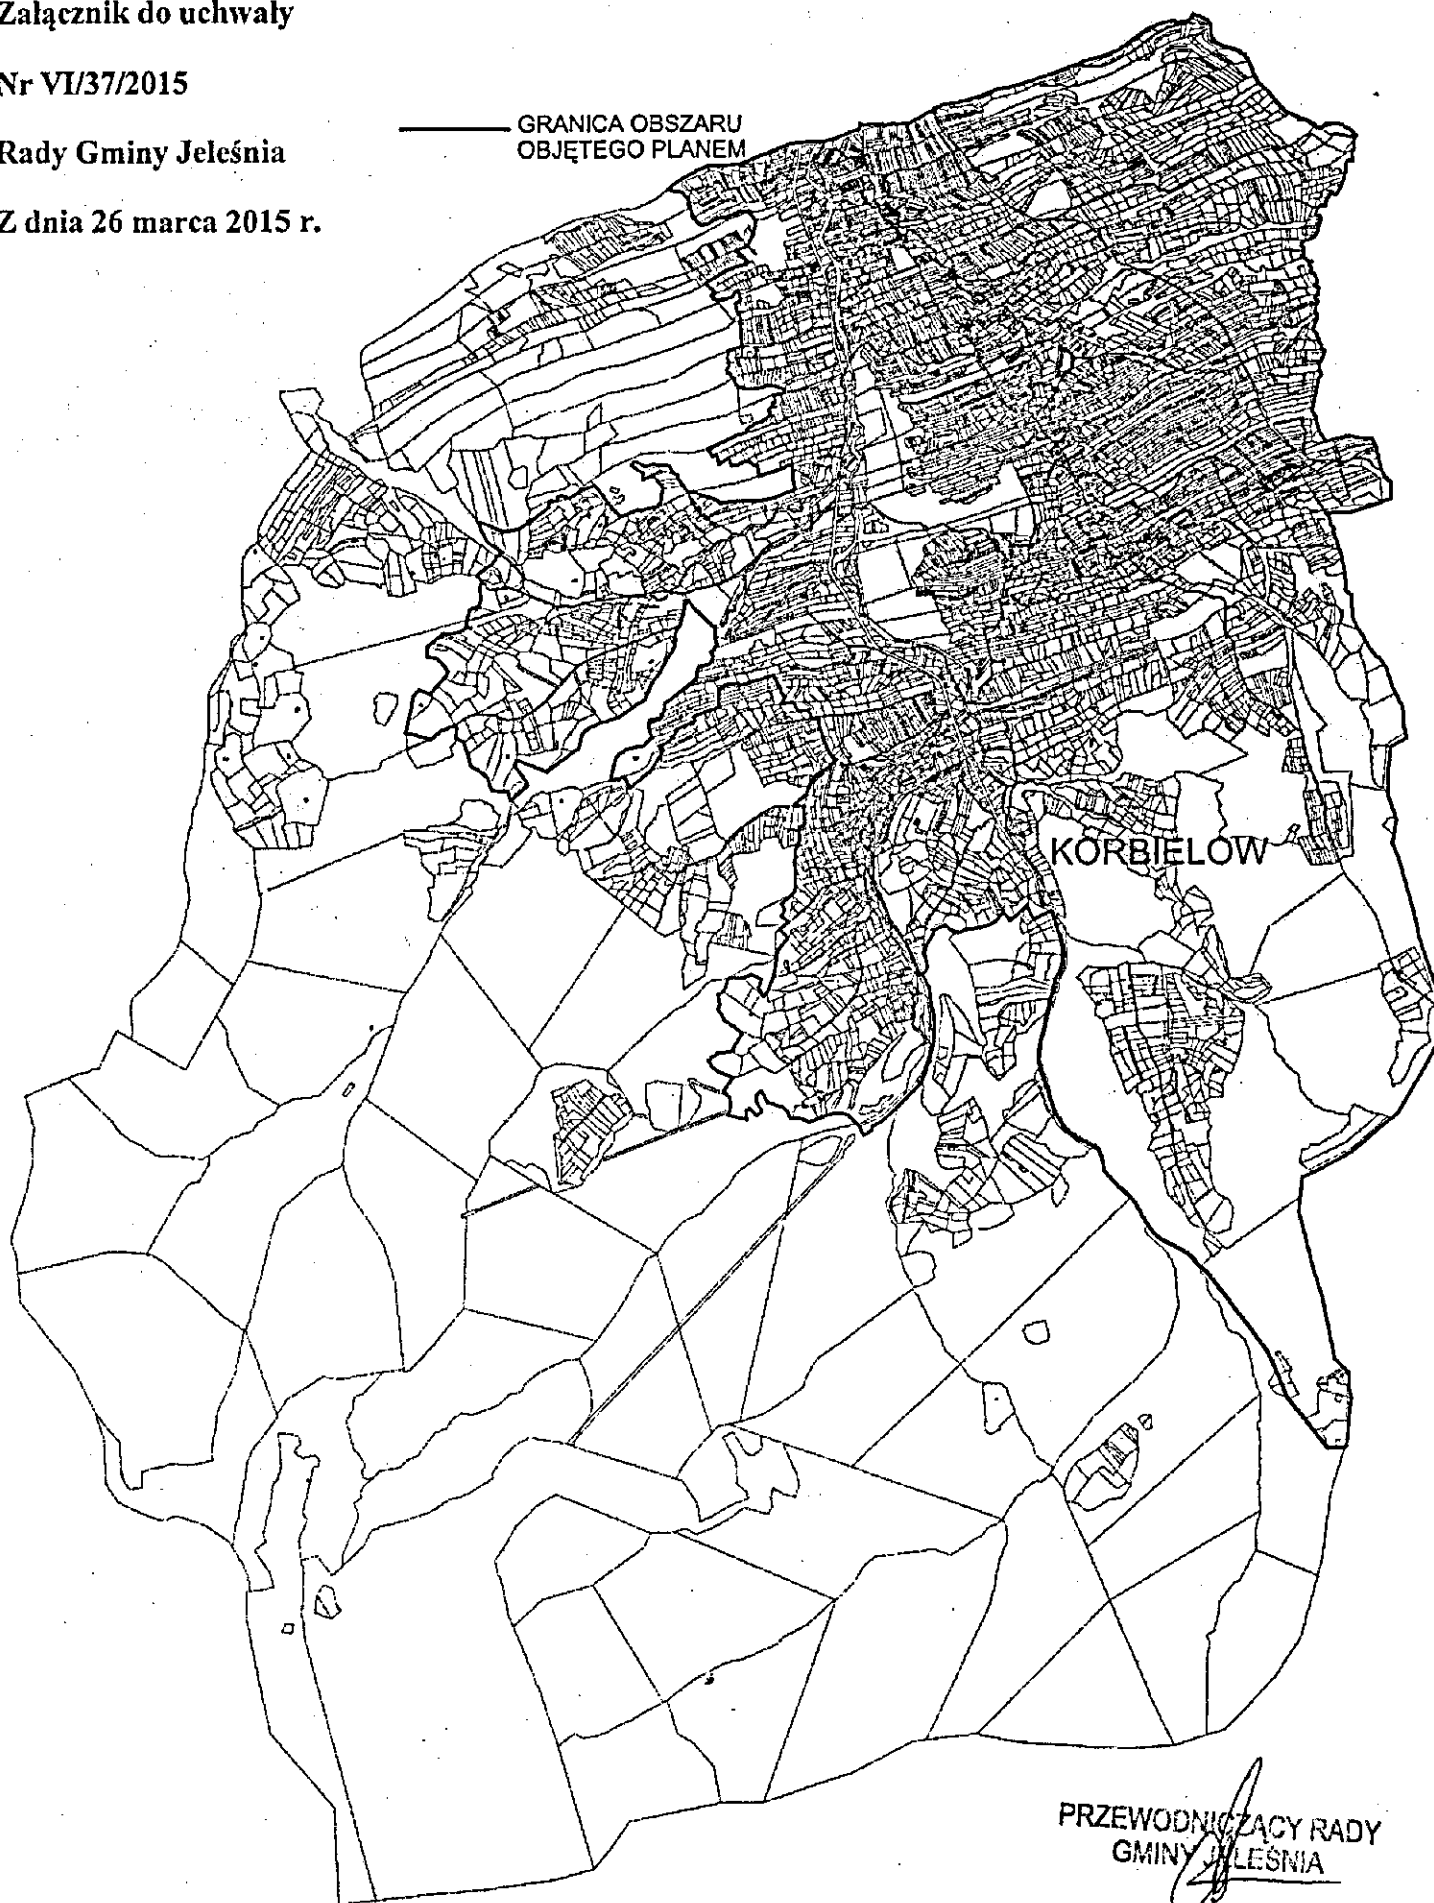 Załącznik do uchwały
Nr VI/37/2015
Rady Gminy Jeleśnia
Z dnia 26 marca 2015 r.
GRANICA OBSZARU
OBJĘTEGO PLANEM
KORBIELÓW
PRZEWODNICZĄCY RADY
GMINY JELEŚNIA